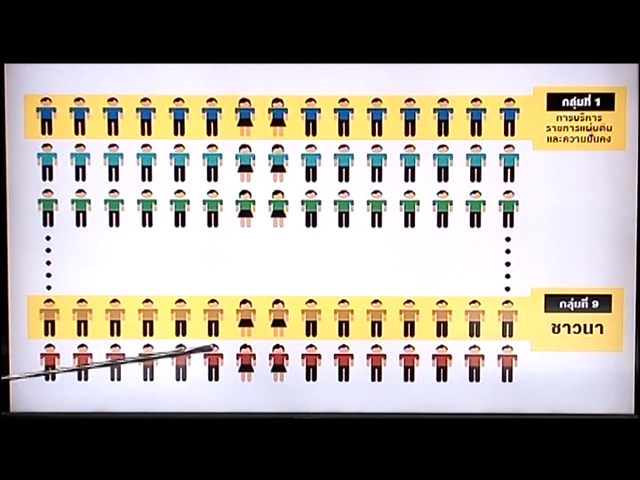 กลุ่มที่ 1
การบริหาร
ราชการแผ่นดิน
และความมั่นคง
กลุ่มที่ 9
ชาวนา